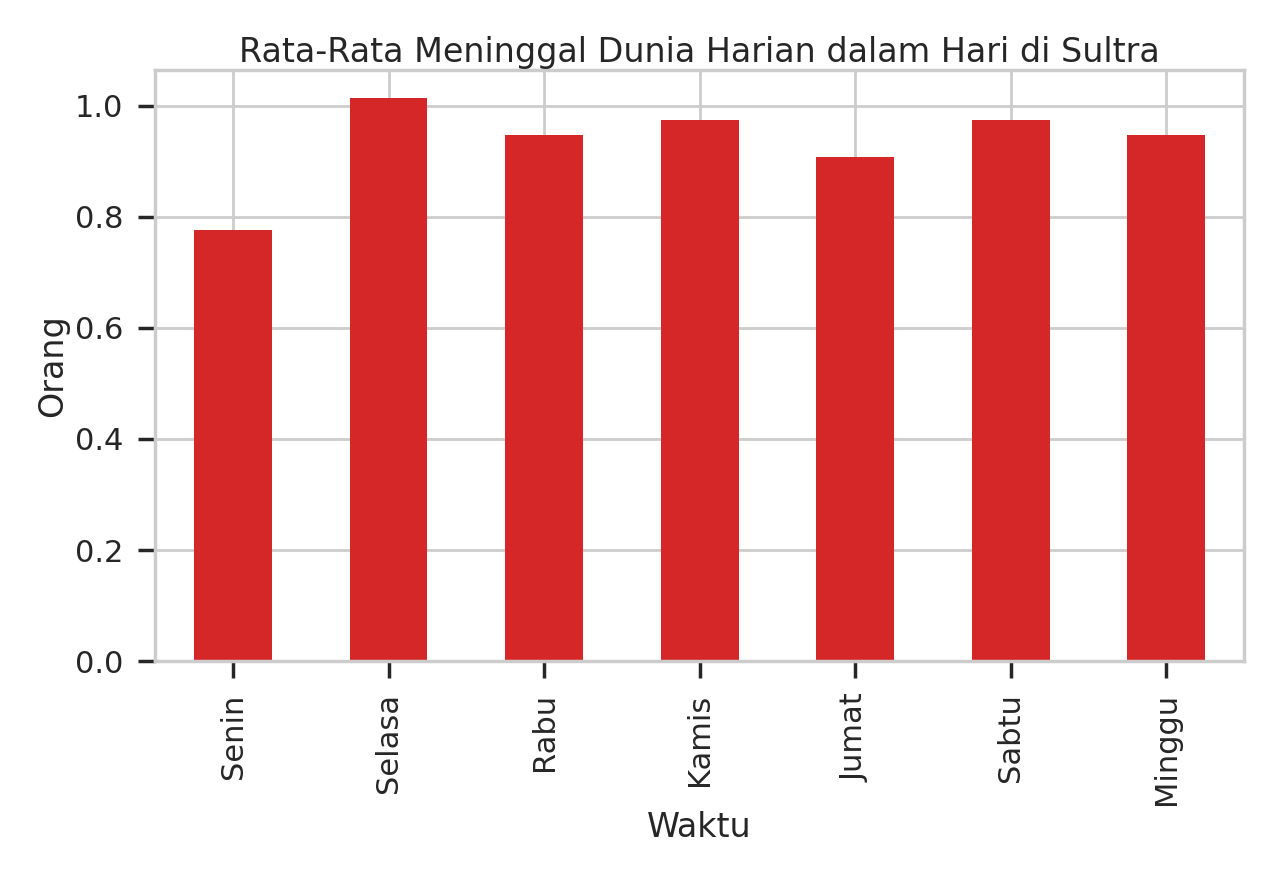 Rata-Rata Meninggal Dunia Harian dalam Hari di Sultra
Orang
1.0
0.8
0.6
0.4
0.2
0.0
Senin
Selasa
Rabu
Kamis
Jumat
Sabtu
Minggu
Waktu